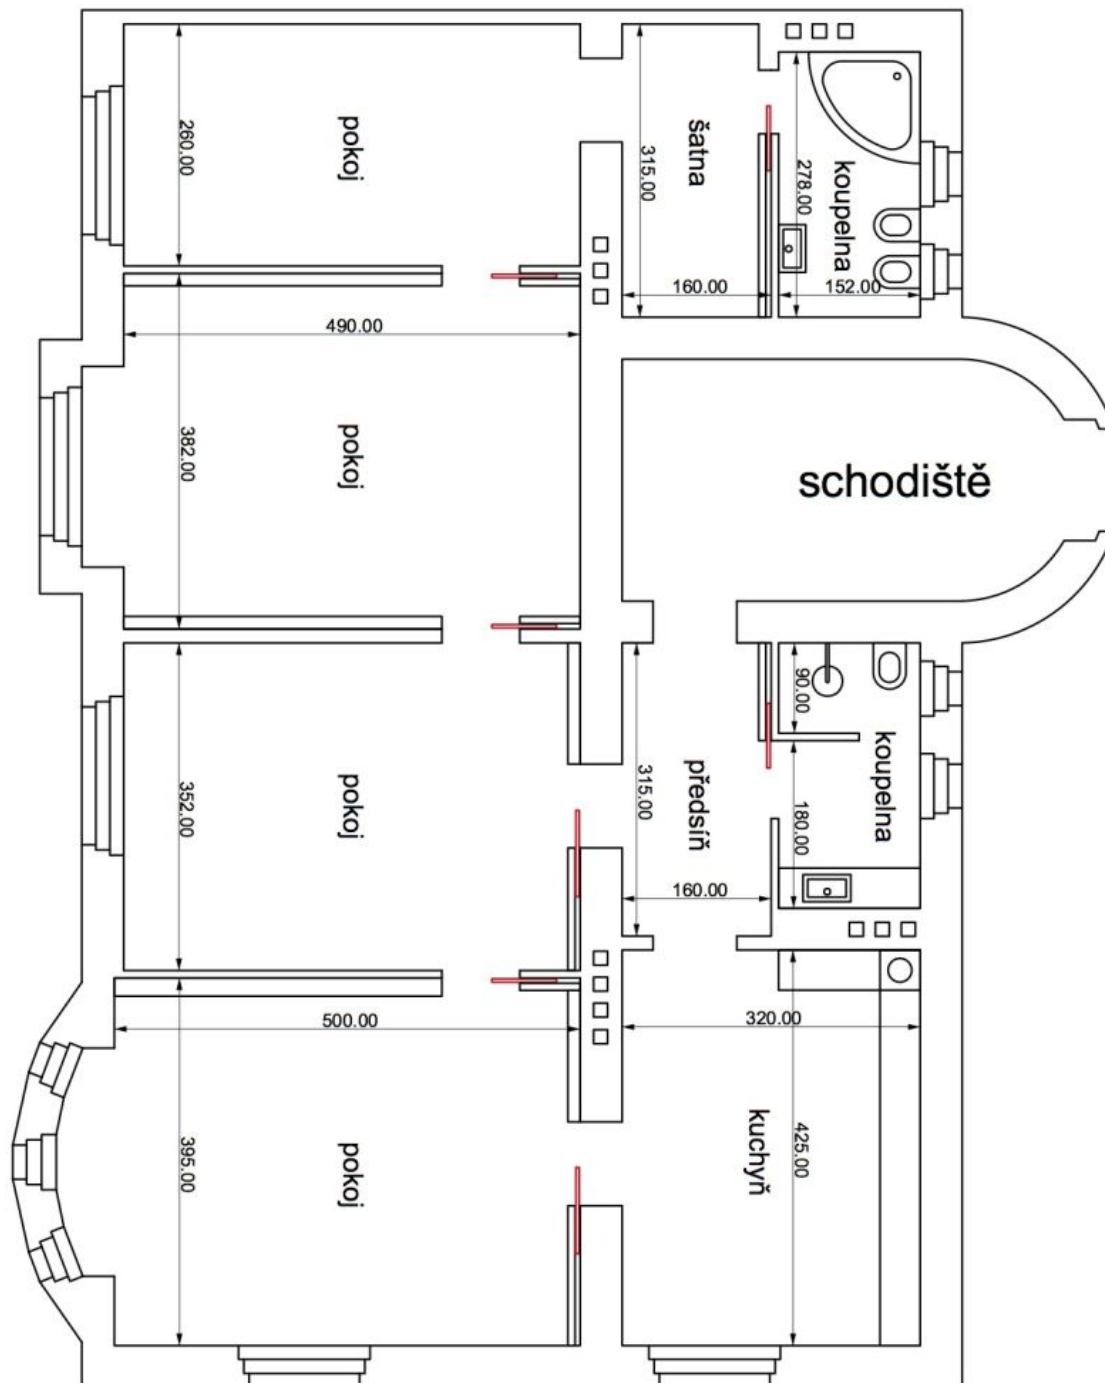 pokoj
260.00
šatna
315.00
160.00
koupelna
278.00
152.00
490.00
pokoj
382.00
schodiště
pokoj
352.00
předsíň
315.00
160.00
90.00
koupelna
180.00
500.00
pokoj
395.00
320.00
kuchyň
425.00